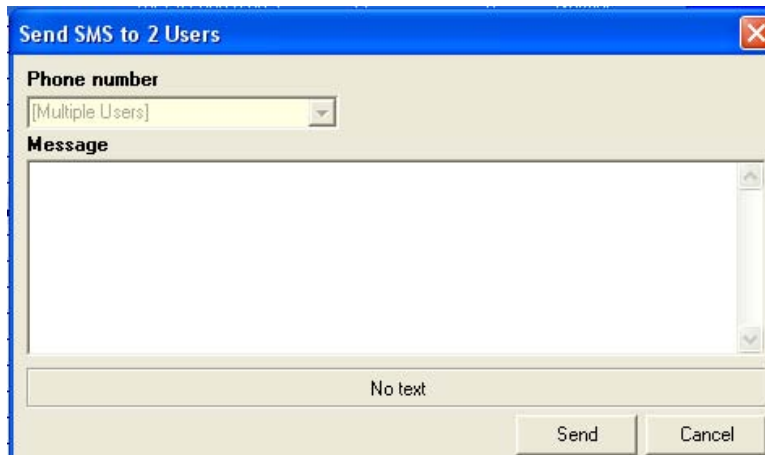 Send SMS to 2 Users
Phone number
[Multiple Users]
Message
No text
Send Cancel